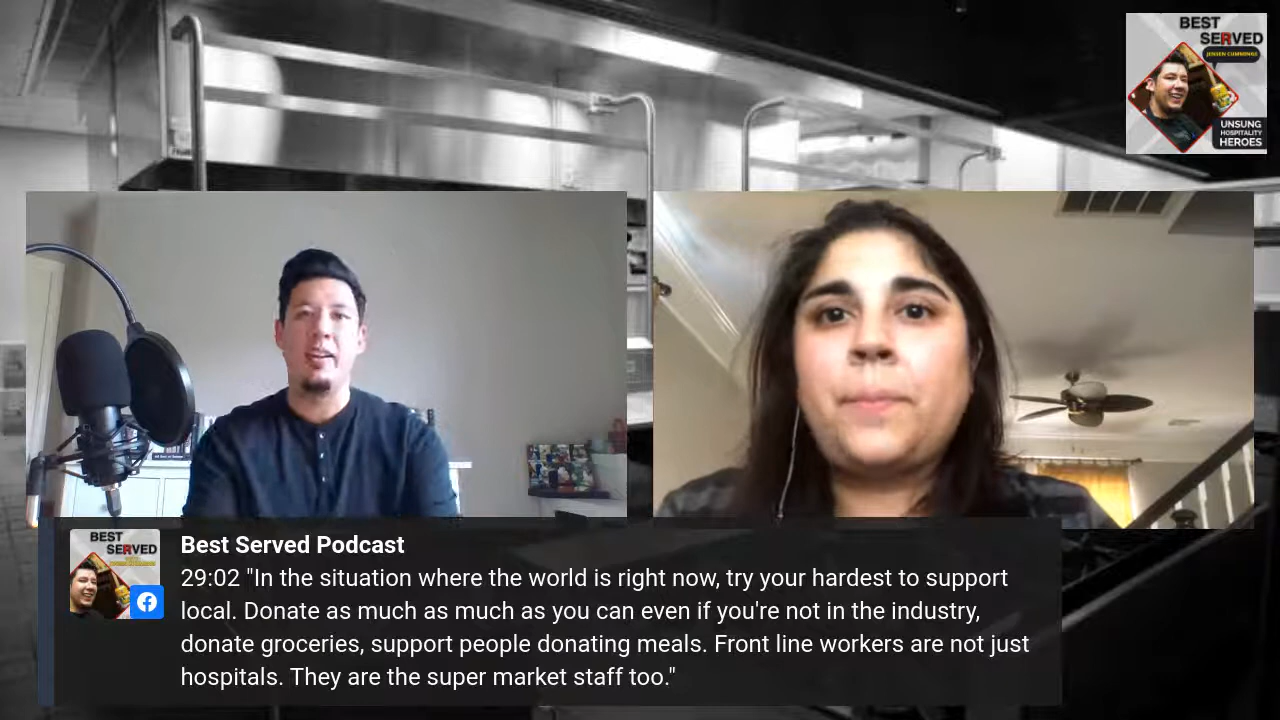 BEST
SERVED
JENSEN CUMMINGS
UNSUNG
HOSPITALITY
HEROES
BEST
SERVED
Best Served Podcast
29:02 "In the situation where the world is right now, try your hardest to support
local. Donate as much as much as you can even if you're not in the industry,
donate groceries, support people donating meals. Front line workers are not just
hospitals. They are the super market staff too."